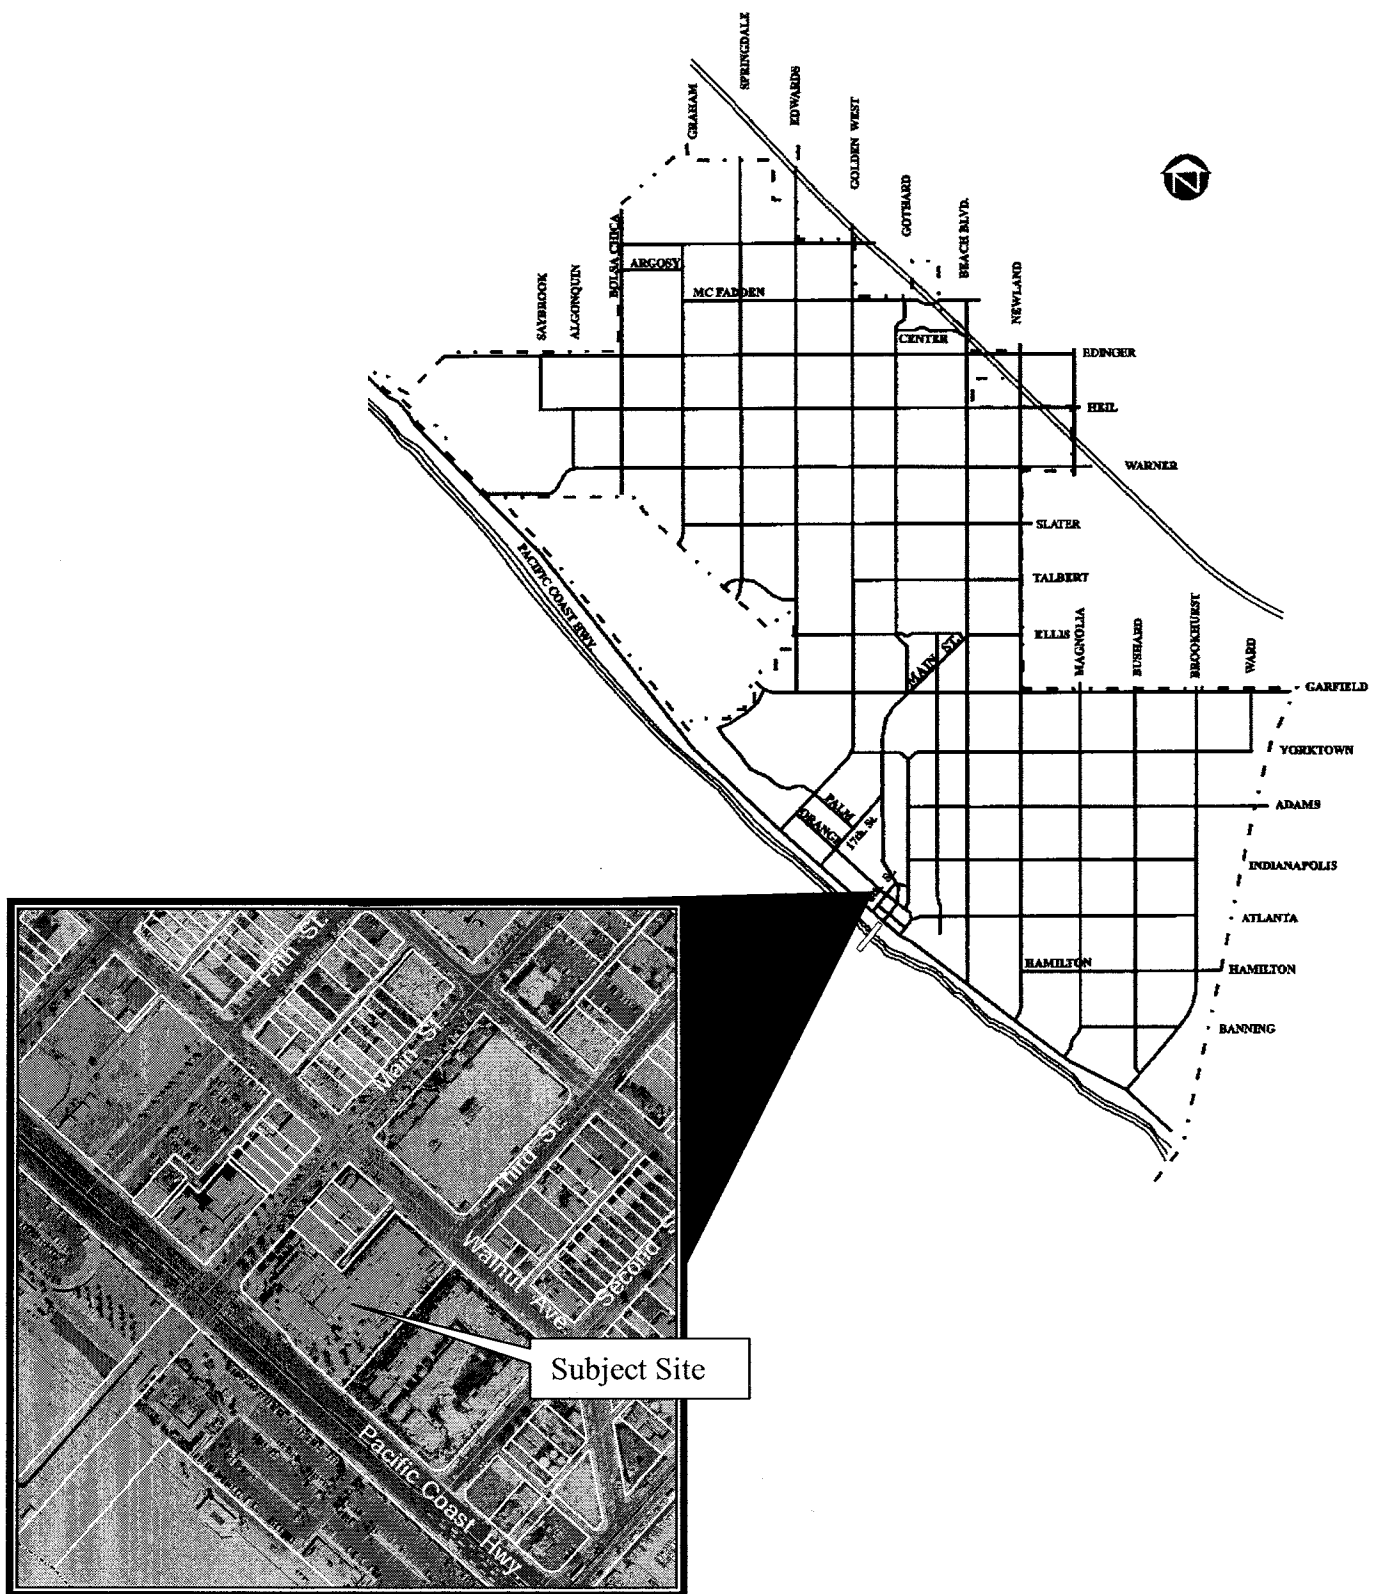 SPRINGDALE
GRAHAM
EDWARDS
GOLDEN WEST
GOTHARD
BEACH BLVD.
NEWLAND
N
BOLSA CHICA
ALGONQUIN
SAYBROOK
ARGOSY
MC FADDEN
CENTER
EDINGER
HEIL
WARNER
SLATER
PACIFIC COAST HWY.
TALBERT
ELLIS
MAIN ST.
MAGNOLIA
BUSHARD
BROOKHURST
WARD
GARFIELD
YORKTOWN
PALM
ORANGE
17th. St.
ADAMS
INDIANAPOLIS
ATLANTA
HAMILTON
HAMILTON
BANNING
Fifth St.
Main St.
Third St.
Walnut Ave
Second S
Subject Site
Pacific Coast Hwy